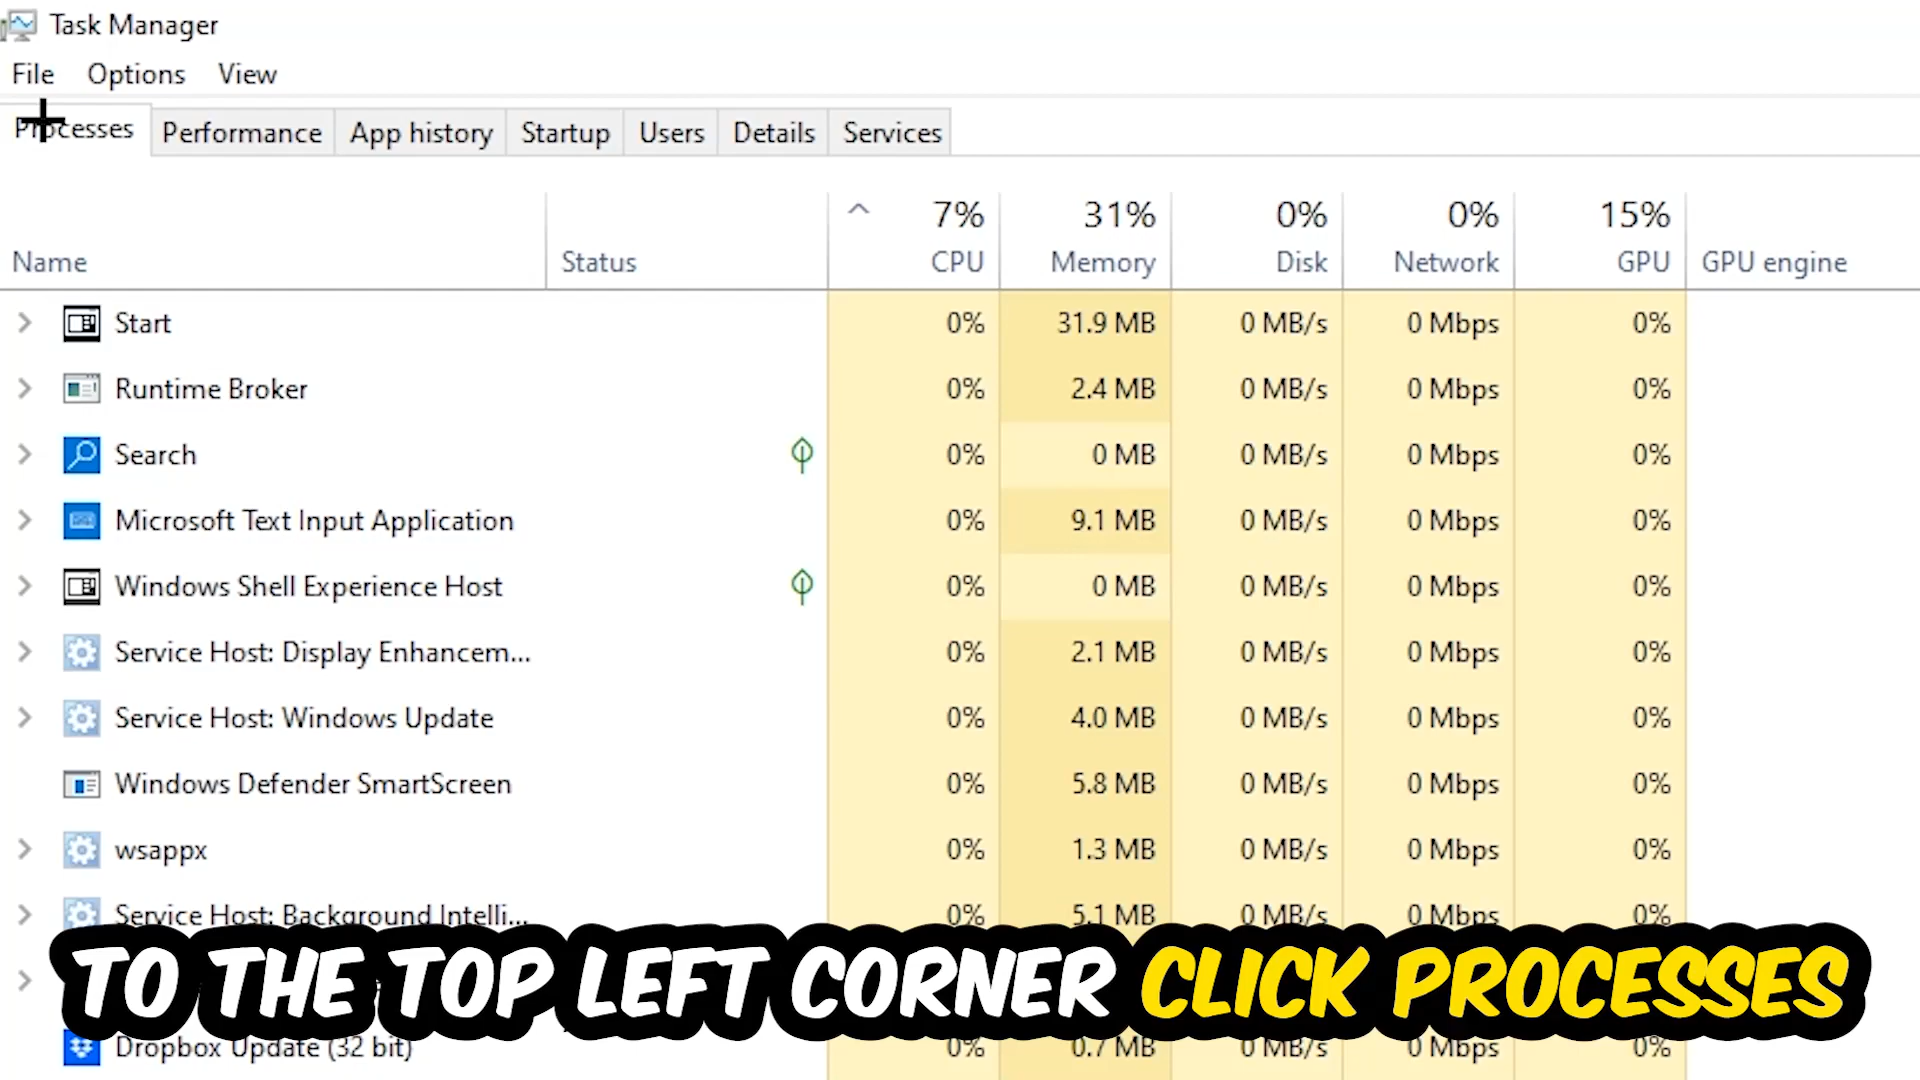 Task Manager
File Options View
Processes Performance App history Startup Users Details Services
7% 31% 0% 0% 15%
Name Status CPU Memory Disk Network GPU GPU engine
Start 0% 31.9 MB 0 MB/s 0 Mbps 0%
Runtime Broker 0% 2.4 MB 0 MB/s 0 Mbps 0%
Search 0% 0 MB 0 MB/s 0 Mbps 0%
Microsoft Text Input Application 0% 9.1 MB 0 MB/s 0 Mbps 0%
Windows Shell Experience Host 0% 0 MB 0 MB/s 0 Mbps 0%
Service Host: Display Enhancem... 0% 2.1 MB 0 MB/s 0 Mbps 0%
Service Host: Windows Update 0% 4.0 MB 0 MB/s 0 Mbps 0%
Windows Defender SmartScreen 0% 5.8 MB 0 MB/s 0 Mbps 0%
wsappx 0% 1.3 MB 0 MB/s 0 Mbps 0%
Service Host: Background Intelli... 0% 5.1 MB 0 MB/s 0 Mbps 0%
TO THE TOP LEFT CORNER CLICK PROCESSES
Dropbox Update (32 bit) 0% 0.7 MB 0 MB/s 0 Mbps 0%